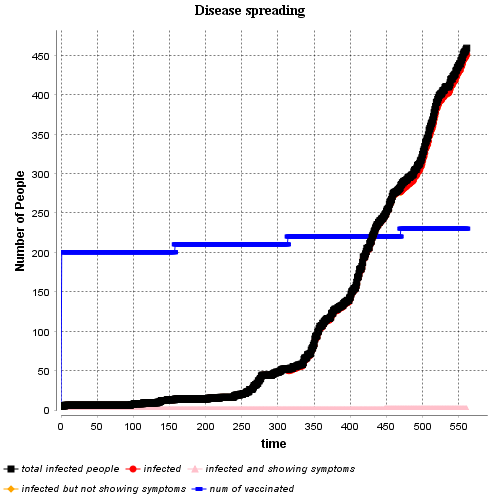 Disease spreading
Number of People
450
400
350
300
250
200
150
100
50
0
0 50 100 150 200 250 300 350 400 450 500 550
time
total infected people infected infected and showing symptoms
infected but not showing symptoms num of vaccinated